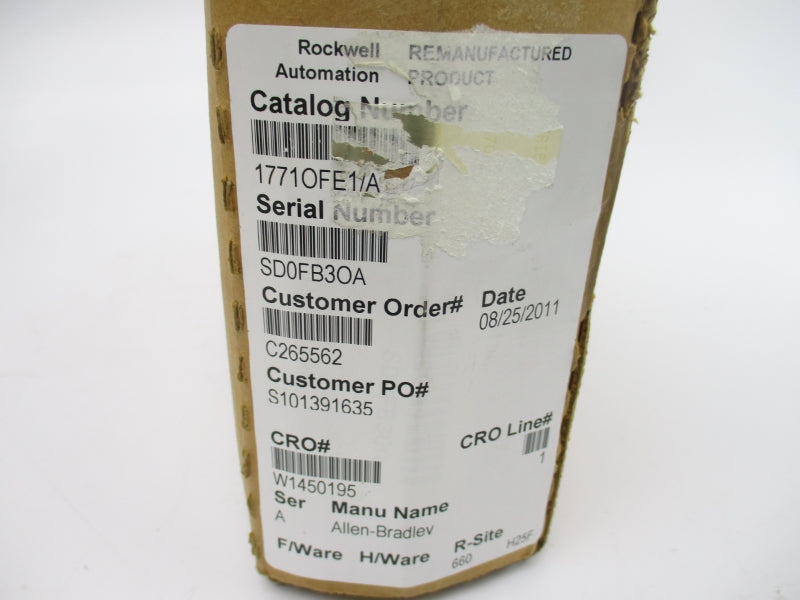 Rockwell REMANUFACTURED
Automation PRODUCT
Catalog Number
1771OFE1/A
Serial Number
SD0FB3OA
Customer Order# Date
08/25/2011
C265562
Customer PO#
S101391635
CRO# CRO Line#
1
W1450195
Ser Manu Name
A Allen-Bradley
F/Ware H/Ware R-Site
660 H25F